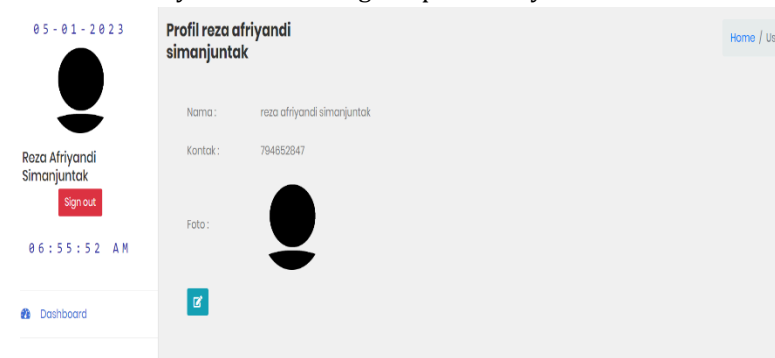 05-01-2023
Reza Afriyandi
Simanjuntak
Sign out
06:55:52 AM
Dashboard
Profil reza afriyandi
simanjuntak
Home / Us
Nama : reza afriyandi simanjuntak
Kontak : 794652847
Foto :